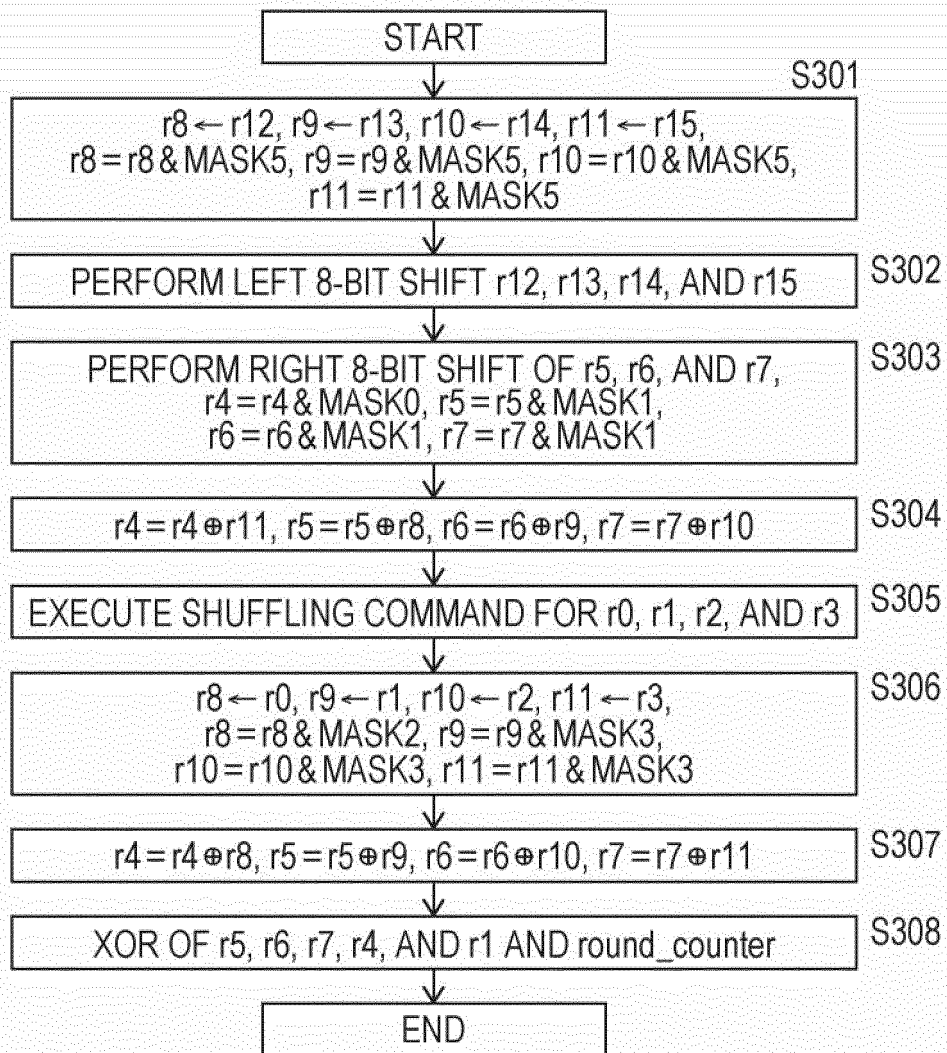 START
S301
r8←r12, r9←r13, r10←r14, r11←r15,
r8=r8&MASK5, r9=r9&MASK5, r10=r10&MASK5,
r11=r11&MASK5
PERFORM LEFT 8-BIT SHIFT r12, r13, r14, AND r15
S302
PERFORM RIGHT 8-BIT SHIFT OF r5, r6, AND r7,
r4=r4&MASK0, r5=r5&MASK1,
r6=r6&MASK1, r7=r7&MASK1
S303
r4=r4⊕r11, r5=r5⊕r8, r6=r6⊕r9, r7=r7⊕r10
S304
EXECUTE SHUFFLING COMMAND FOR r0, r1, r2, AND r3
S305
r8←r0, r9←r1, r10←r2, r11←r3,
r8=r8&MASK2, r9=r9&MASK3,
r10=r10&MASK3, r11=r11&MASK3
S306
r4=r4⊕r8, r5=r5⊕r9, r6=r6⊕r10, r7=r7⊕r11
S307
XOR OF r5, r6, r7, r4, AND r1 AND round_counter
S308
END